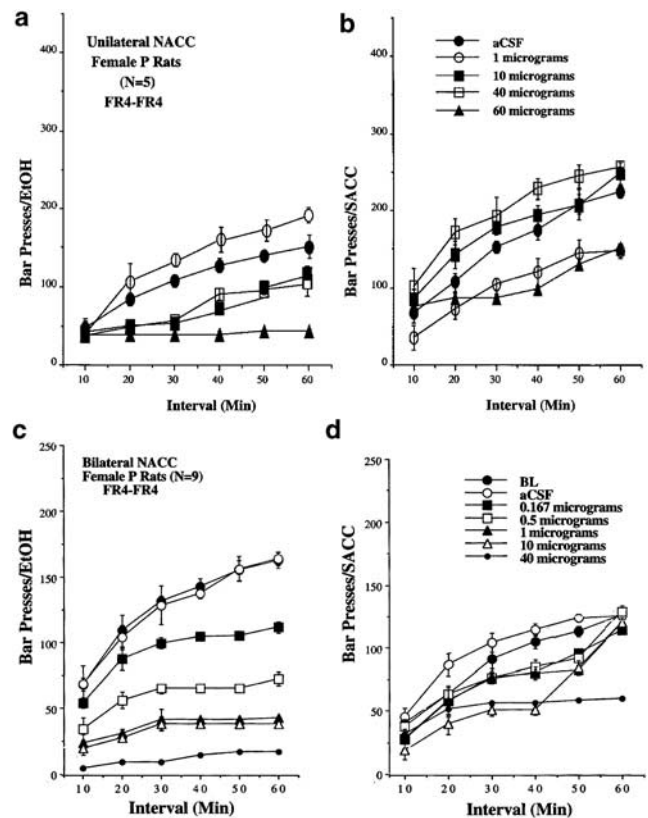 a
Unilateral NACC
Female P Rats
(N=5)
FR4-FR4
Bar Presses/EtOH
400
300
200
100
0
10 20 30 40 50 60
Interval (Min)
b
aCSF
1 micrograms
10 micrograms
40 micrograms
60 micrograms
Bar Presses/SACC
400
300
200
100
0
10 20 30 40 50 60
Interval (Min)
c
Bilateral NACC
Female P Rats (N=9)
FR4-FR4
Bar Presses/EtOH
250
200
150
100
50
0
10 20 30 40 50 60
Interval (Min)
d
BL
aCSF
0.167 micrograms
0.5 micrograms
1 micrograms
10 micrograms
40 micrograms
Bar Presses/SACC
250
200
150
100
50
0
10 20 30 40 50 60
Interval (Min)